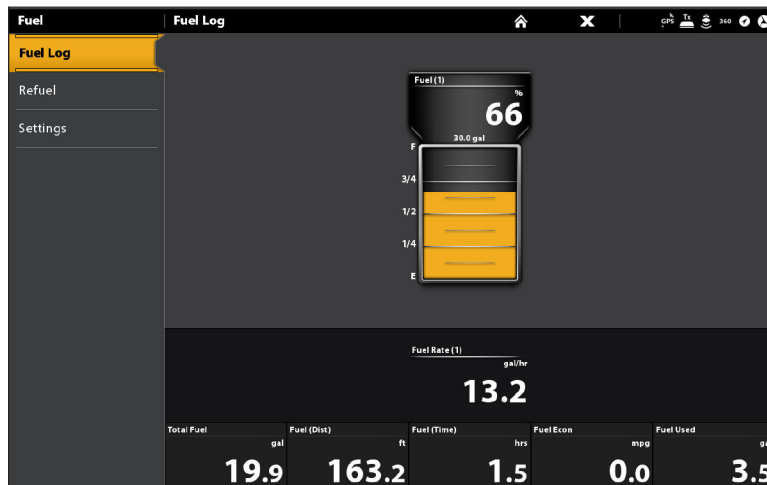 Fuel
Fuel Log
GPS Tx 360
Fuel Log
Refuel
Settings
Fuel (1)
%
66
30.0 gal
F
3/4
1/2
1/4
E
Fuel Rate (1)
gal/hr
13.2
Total Fuel
gal
19.9
Fuel (Dist)
ft
163.2
Fuel (Time)
hrs
1.5
Fuel Econ
mpg
0.0
Fuel Used
3.5